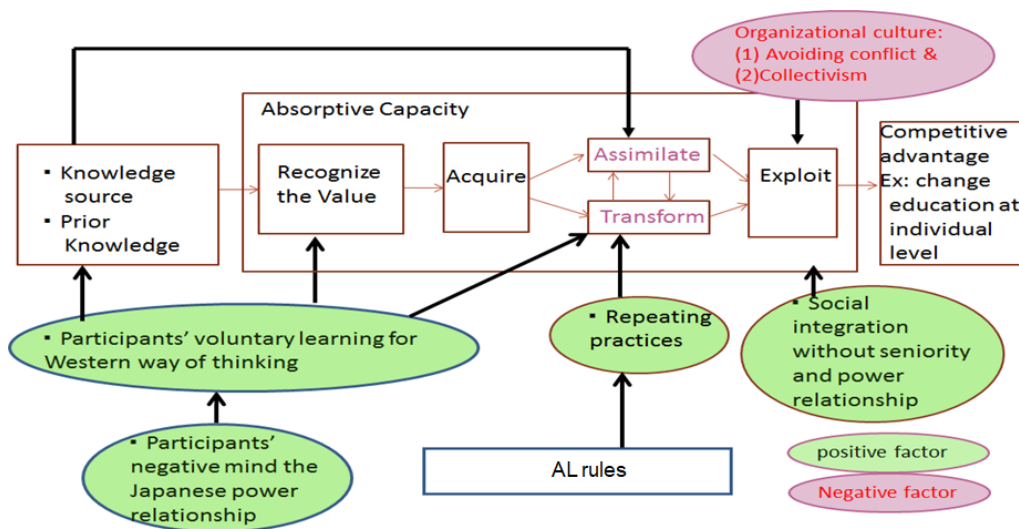 Organizational culture:
(1) Avoiding conflict &
(2)Collectivism
Absorptive Capacity
▪ Knowledge
source
▪ Prior
Knowledge
Recognize
the Value
Acquire
Assimilate
Transform
Exploit
Competitive
advantage
Ex: change
education at
individual
level
▪ Participants’ voluntary learning for
Western way of thinking
▪ Repeating
practices
▪ Social
integration
without seniority
and power
relationship
▪ Participants’
negative mind the
Japanese power
relationship
AL rules
positive factor
Negative factor